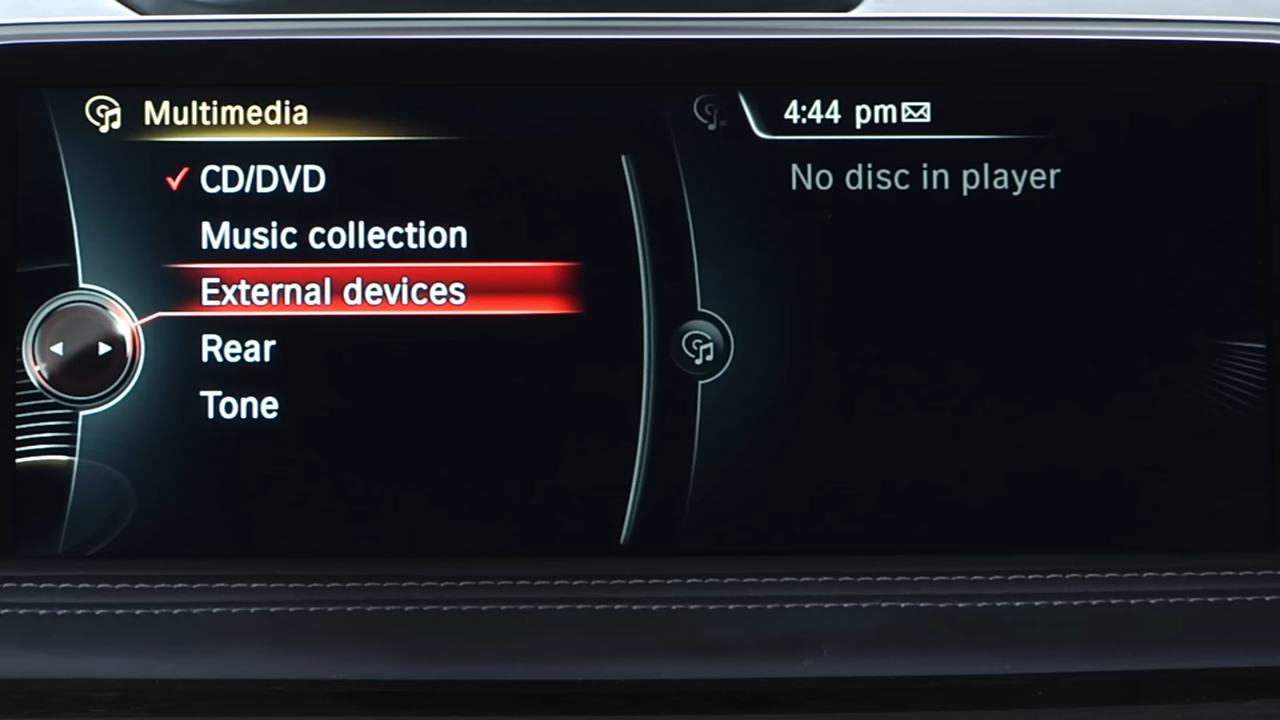 Multimedia
CD/DVD
Music collection
External devices
Rear
Tone
4:44 pm
No disc in player